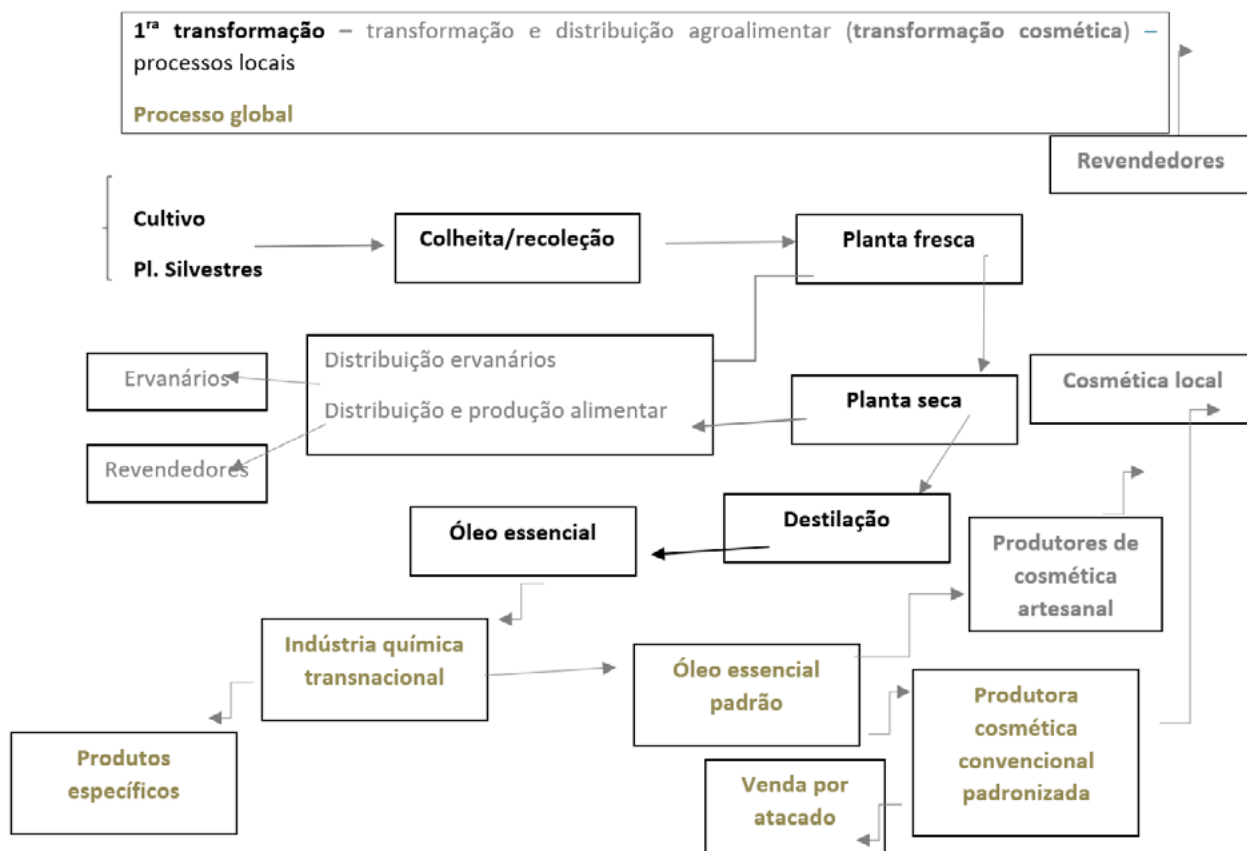 1ra transformação – transformação e distribuição agroalimentar (transformação cosmética) –
processos locais
Processo global
Revendedores
Cultivo
Pl. Silvestres
Colheita/recoleção
Planta fresca
Distribuição ervanários
Distribuição e produção alimentar
Ervanários
Revendedores
Planta seca
Cosmética local
Destilação
Óleo essencial
Produtores de
cosmética
artesanal
Indústria química
transnacional
Óleo essencial
padrão
Produtora
cosmética
convencional
padronizada
Produtos
específicos
Venda por
atacado